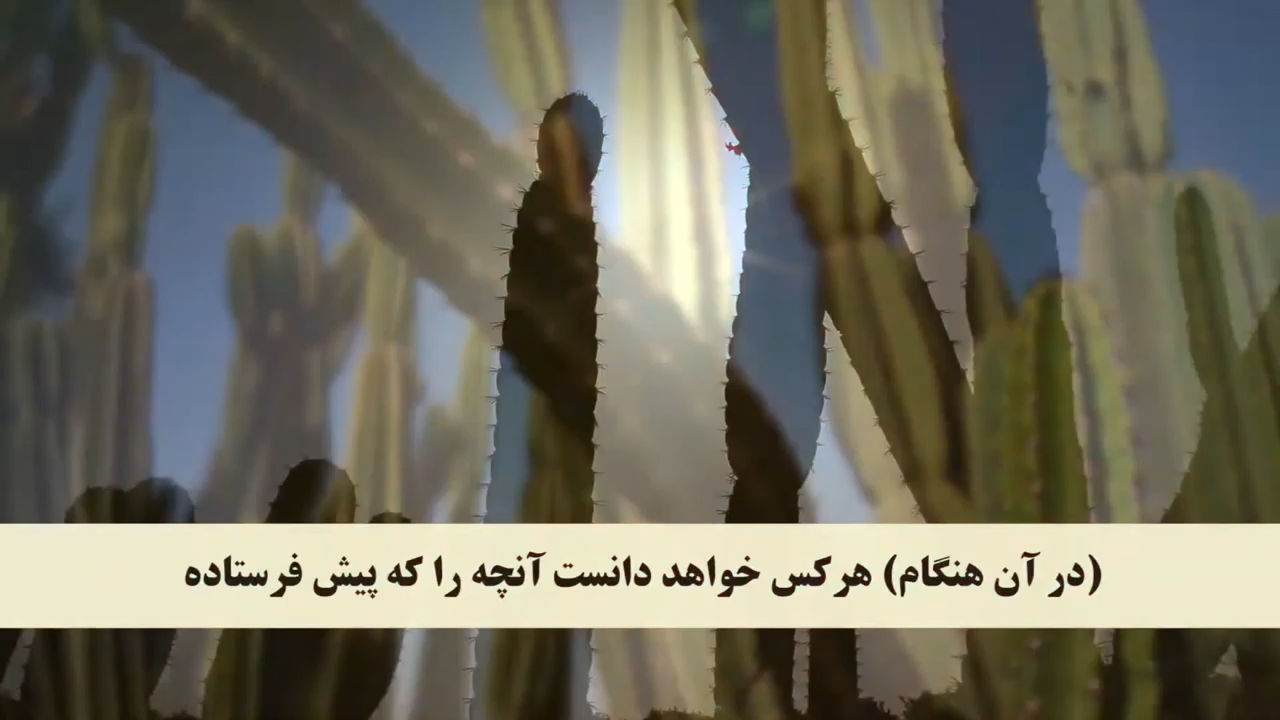 (در آن هنگام) هرکس خواهد دانست آنچه را که پیش فرستاده